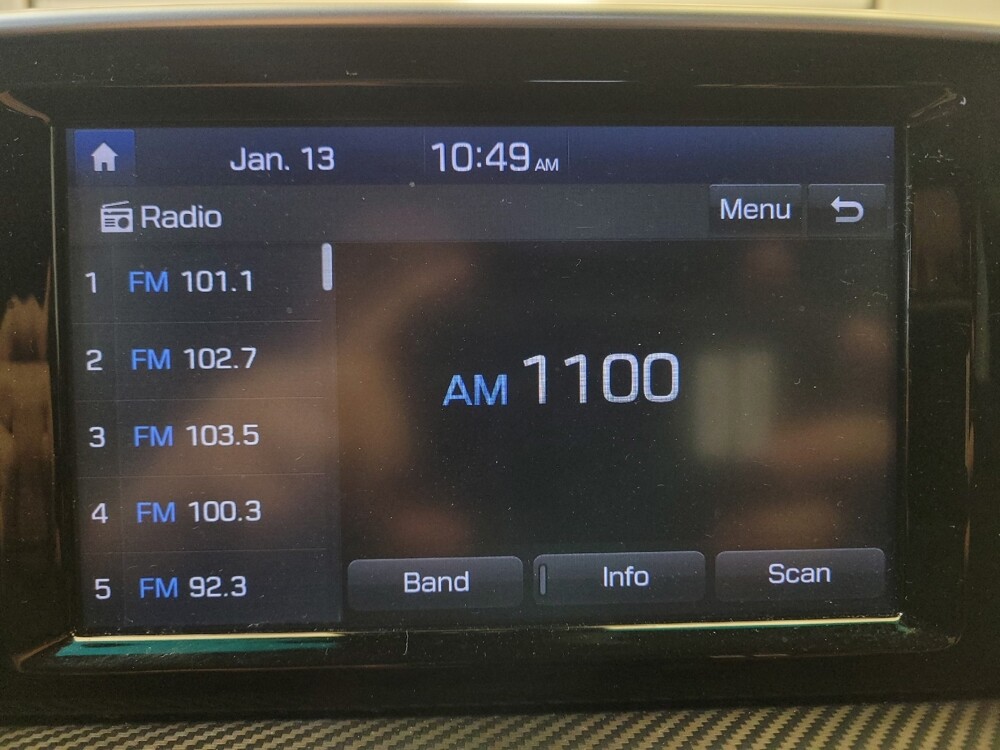 Jan. 13 10:49 AM
Radio Menu
1 FM 101.1
2 FM 102.7
AM 1100
3 FM 103.5
4 FM 100.3
5 FM 92.3
Band Info Scan